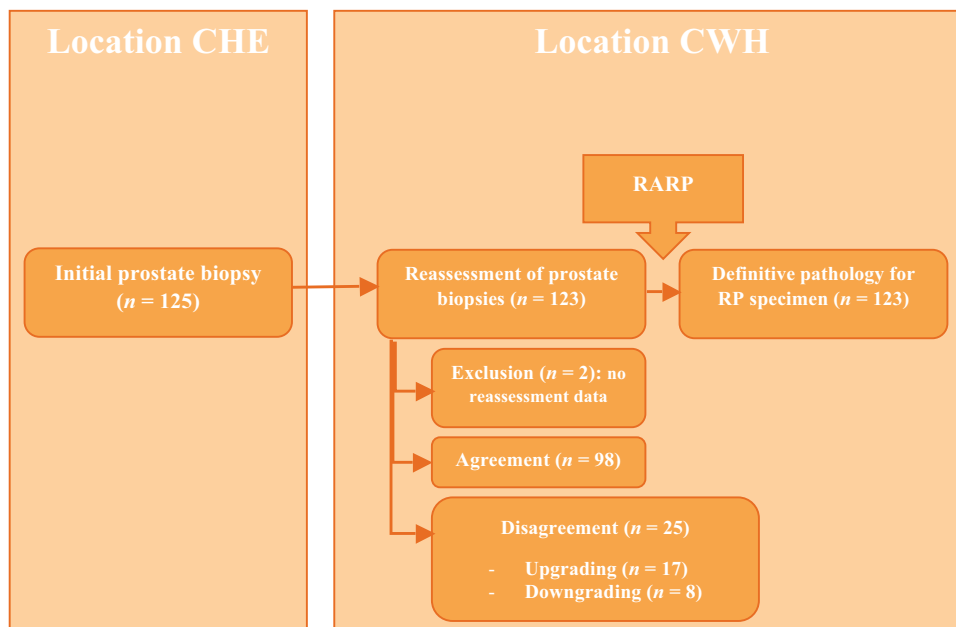 Location CHE
Location CWH
RARP
Initial prostate biopsy
(n = 125)
Reassessment of prostate
biopsies (n = 123)
Definitive pathology for
RP specimen (n = 123)
Exclusion (n = 2): no
reassessment data
Agreement (n = 98)
Disagreement (n = 25)
- Upgrading (n = 17)
- Downgrading (n = 8)